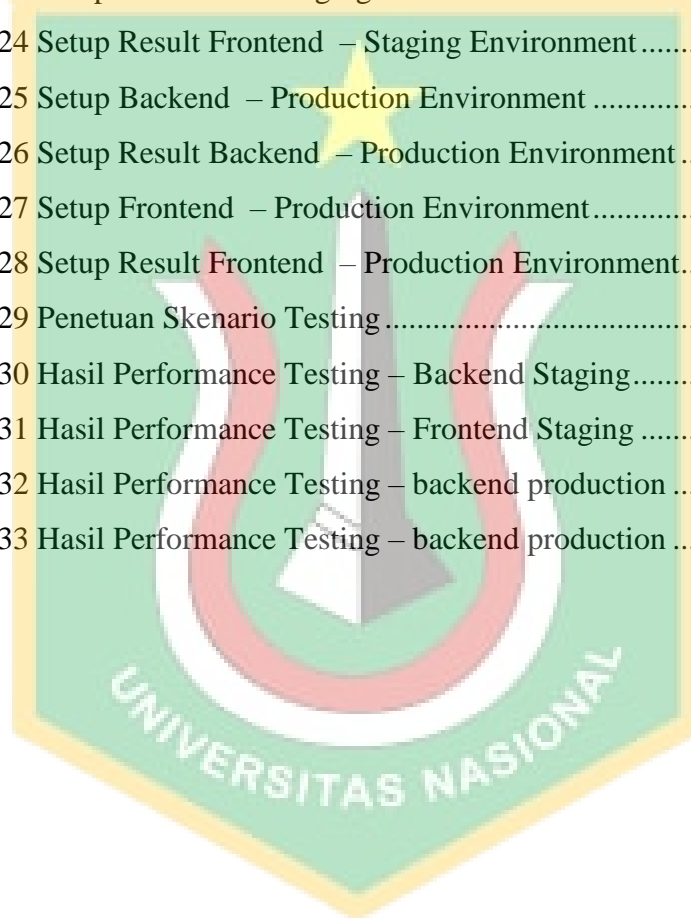 24 Setup Result Frontend – Staging Environment.......
25 Setup Backend – Production Environment ............
26 Setup Result Backend – Production Environment..
27 Setup Frontend – Production Environment............
28 Setup Result Frontend – Production Environment..
29 Penetuan Skenario Testing.....................................
30 Hasil Performance Testing – Backend Staging.......
31 Hasil Performance Testing – Frontend Staging ......
32 Hasil Performance Testing – backend production ...
33 Hasil Performance Testing – backend production ...
UNIVERSITAS NASIONAL